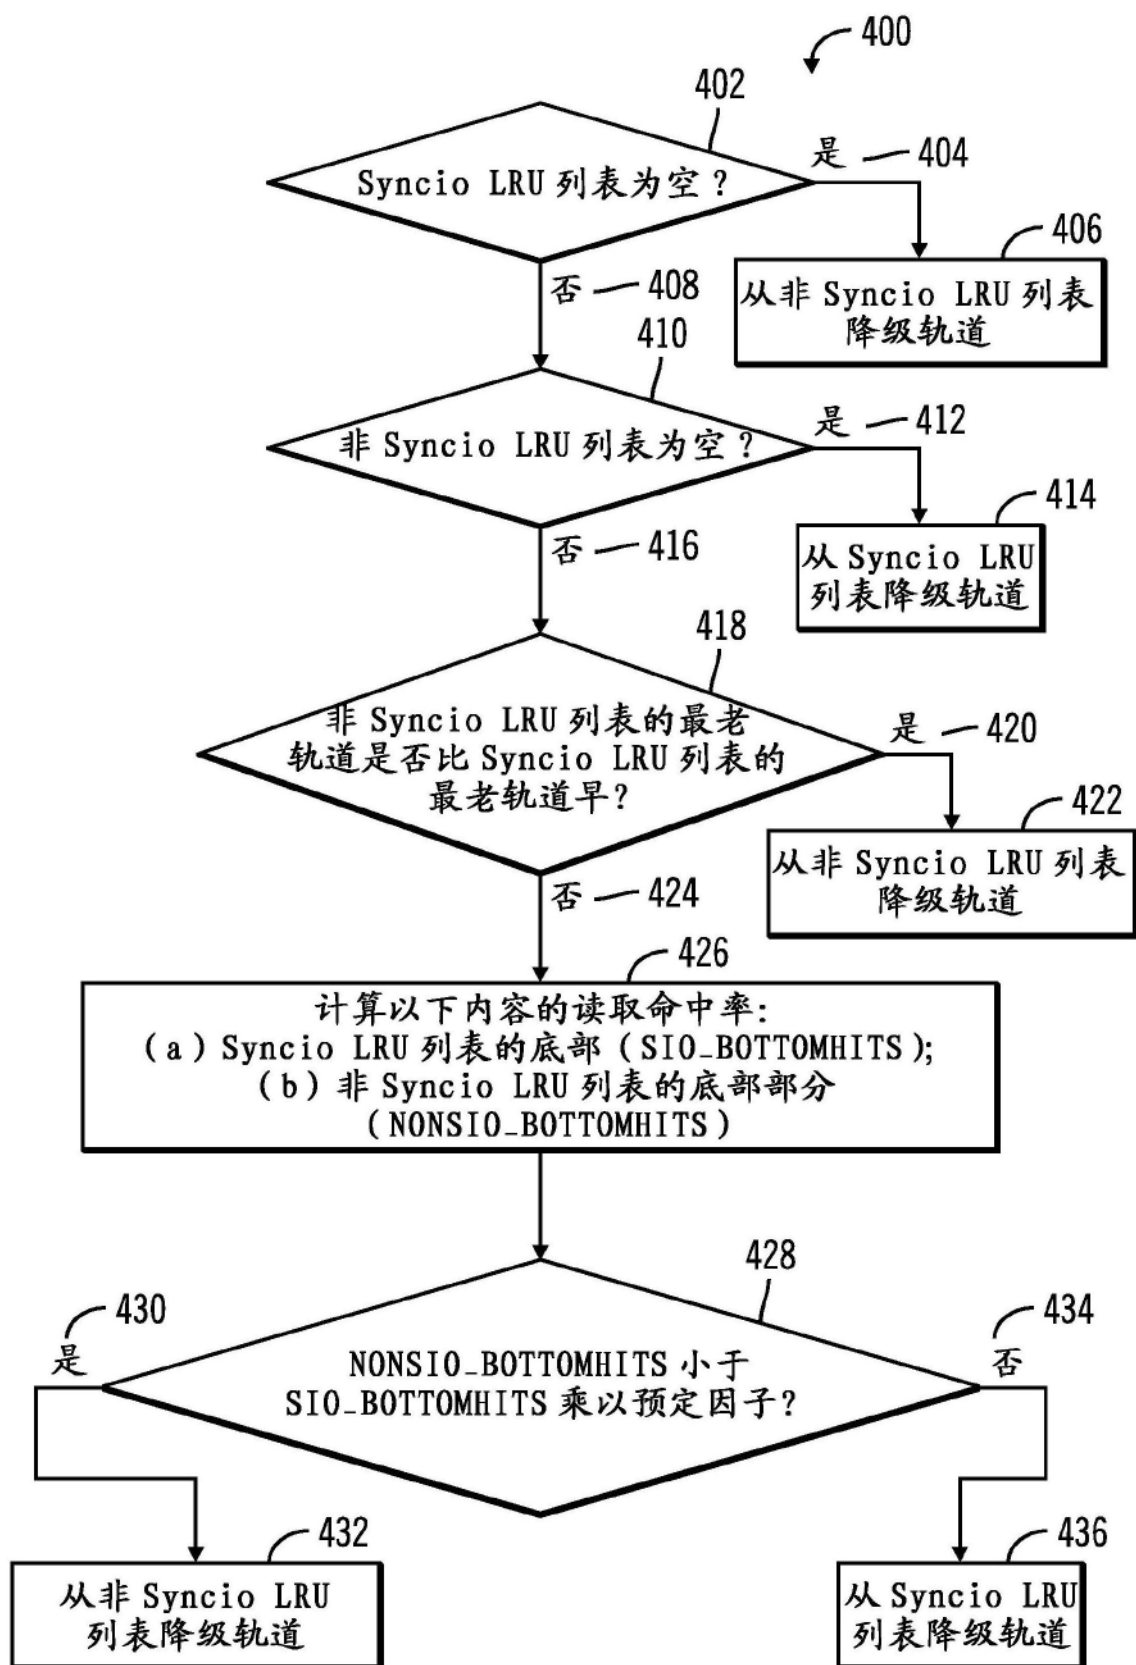 400
402
Syncio LRU 列表为空?
是 404
406
从非 Syncio LRU 列表
降级轨道
否 408
410
非 Syncio LRU 列表为空?
是 412
414
从 Syncio LRU
列表降级轨道
否 416
418
非 Syncio LRU 列表的最老
轨道是否比 Syncio LRU 列表的
最老轨道早?
是 420
422
从非 Syncio LRU 列表
降级轨道
否 424
426
计算以下内容的读取命中率:
(a) Syncio LRU 列表的底部 (SIO_BOTTOMHITS);
(b) 非 Syncio LRU 列表的底部部分
(NONSIO_BOTTOMHITS)
428
430
是
NONSIO_BOTTOMHITS 小于
SIO_BOTTOMHITS 乘以预定因子?
434
否
432
从非 Syncio LRU
列表降级轨道
436
从 Syncio LRU
列表降级轨道